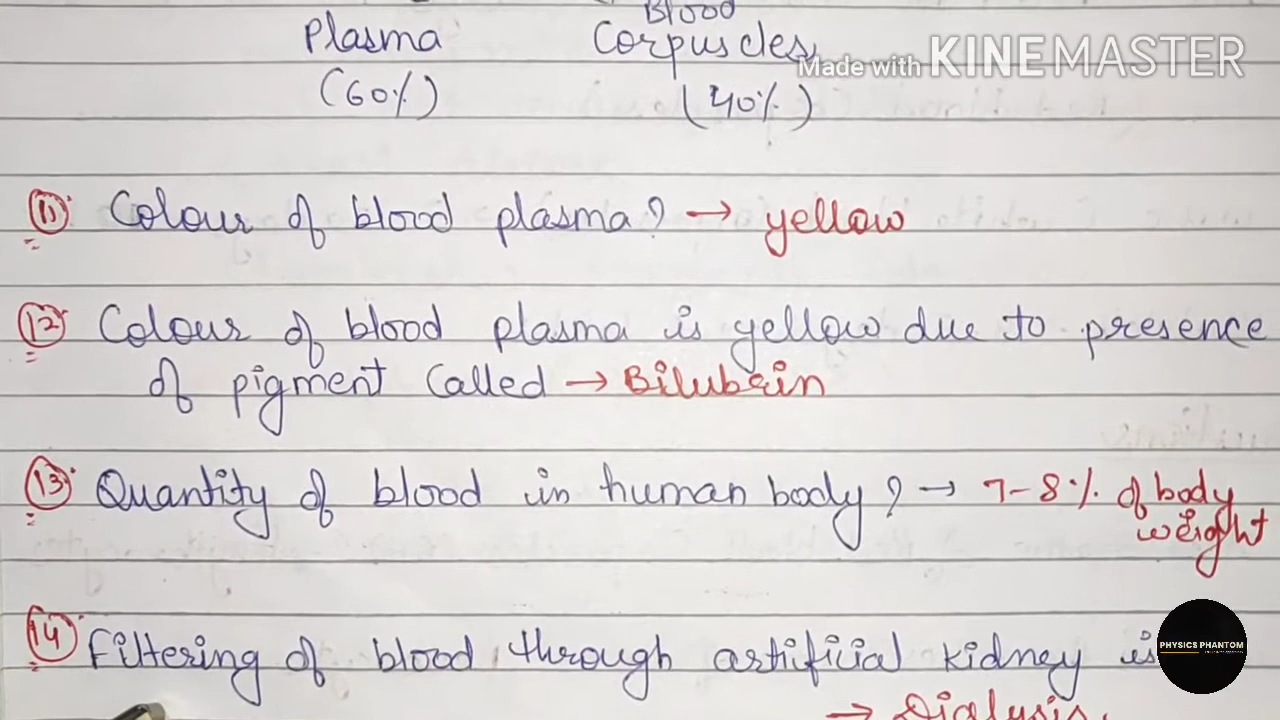 Blood
Plasma Corpuscles
Made with KINEMASTER
(60%) (40%)
(11) Colour of blood plasma? → yellow
(12) Colour of blood plasma is yellow due to presence
of pigment Called → Bilubrin
(13) Quantity of blood in human body? → 7-8% of body
weight
(14) Filtering of blood through artificial kidney is
PHYSICS PHANTOM
→ Dialysis.